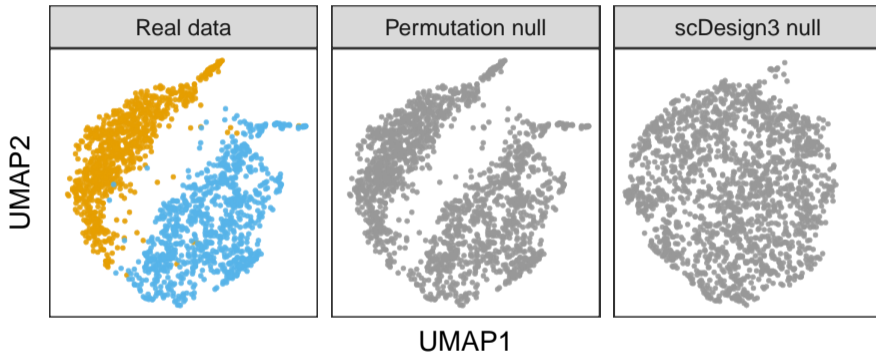 Real data
Permutation null
scDesign3 null
UMAP2
UMAP1